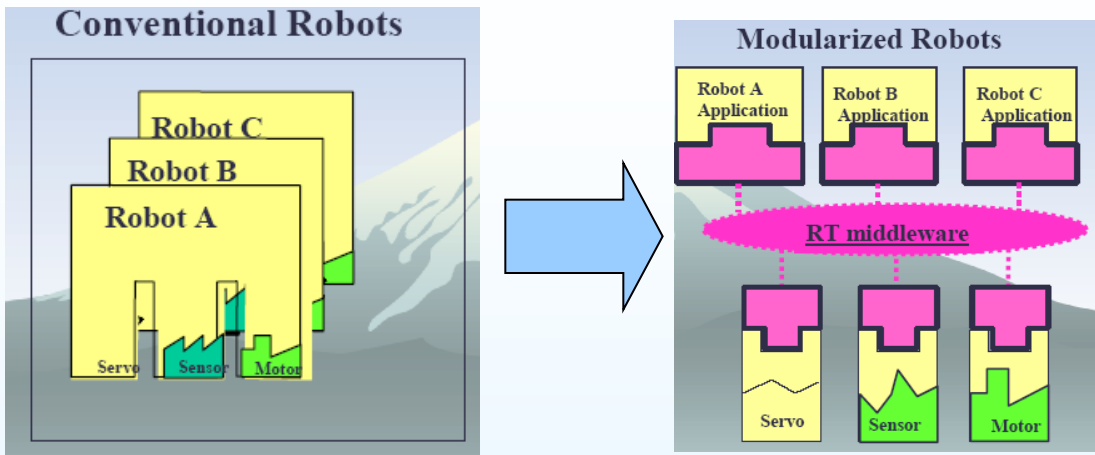 Conventional Robots
Robot C
Robot B
Robot A
Servo
Sensor
Motor
Modularized Robots
Robot A
Application
Robot B
Application
Robot C
Application
RT middleware
Servo
Sensor
Motor